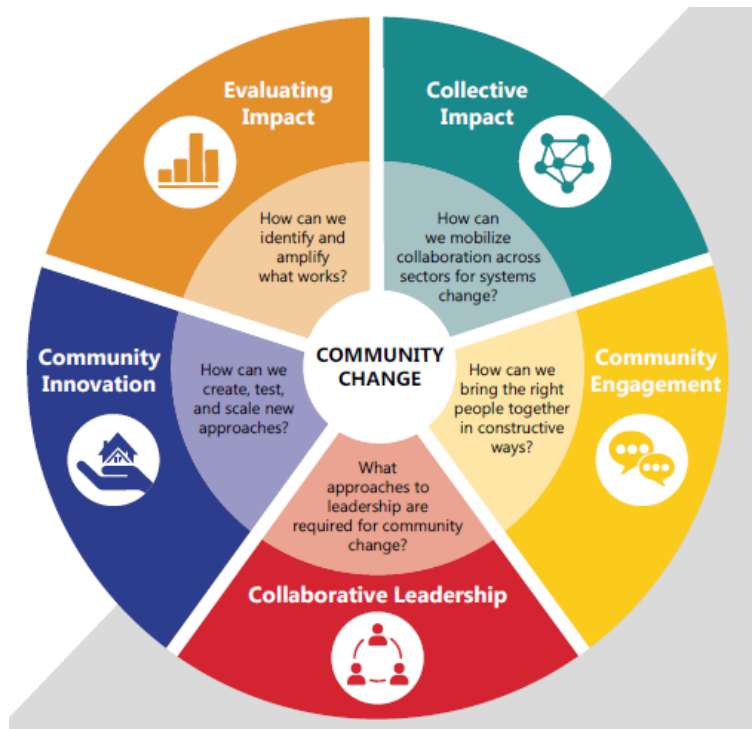 Evaluating
Impact
How can we
identify and
amplify
what works?
Collective
Impact
How can
we mobilize
collaboration across
sectors for systems
change?
Community
Engagement
How can we
bring the right
people together
in constructive
ways?
Collaborative Leadership
What
approaches to
leadership are
required for community
change?
Community
Innovation
How can we
create, test,
and scale new
approaches?
COMMUNITY
CHANGE